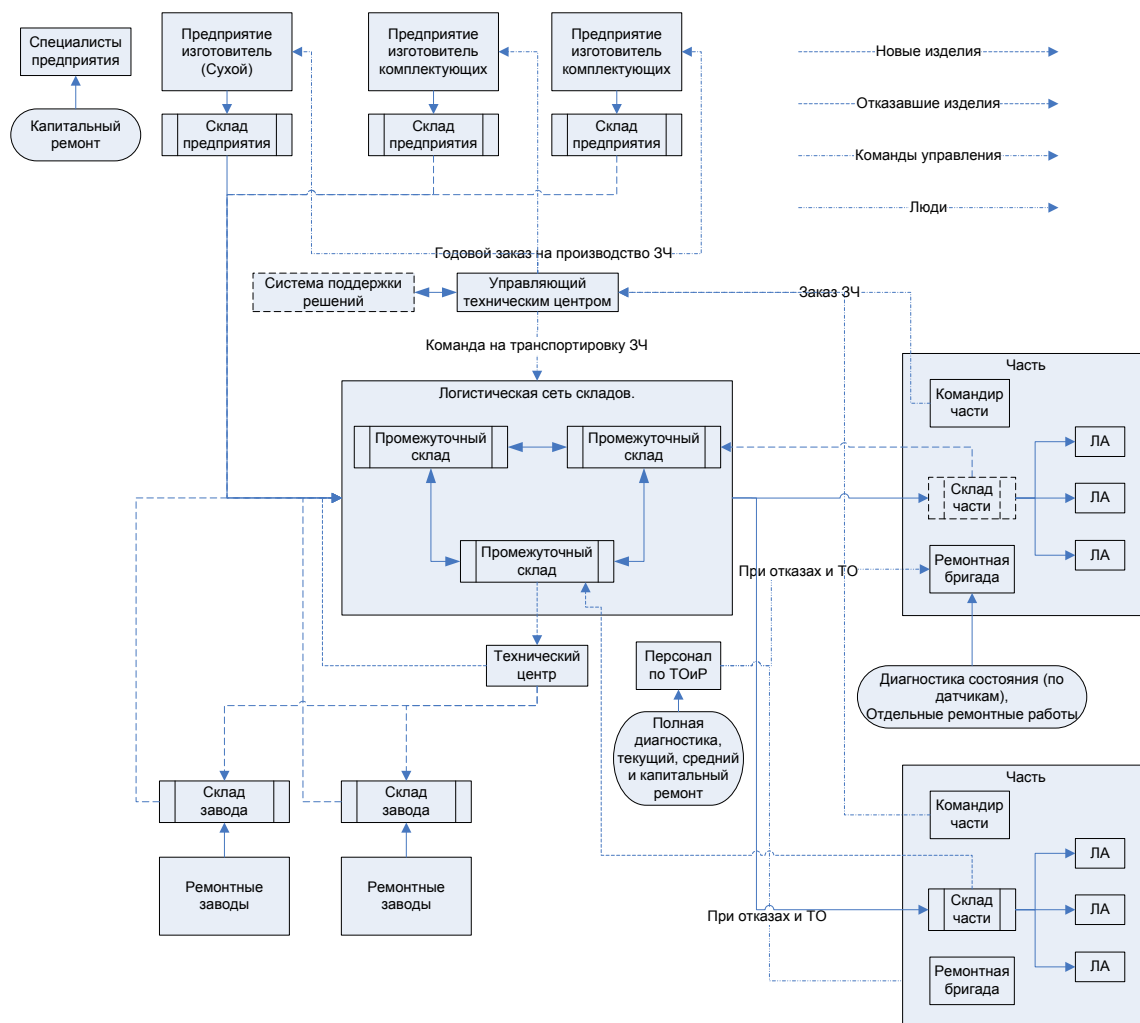 Специалисты
предприятия
Капитальный
ремонт
Предприятие
изготовитель
(Сухой)
Предприятие
изготовитель
комплектующих
Предприятие
изготовитель
комплектующих
Склад
предприятия
Склад
предприятия
Склад
предприятия
Новые изделия
Отказавшие изделия
Команды управления
Люди
Годовой заказ на производство ЗЧ
Система поддержки
решений
Управляющий
техническим центром
Заказ ЗЧ
Команда на транспортировку ЗЧ
Логистическая сеть складов.
Промежуточный
склад
Промежуточный
склад
Промежуточный
склад
Часть
Командир
части
Склад
части
ЛА
ЛА
ЛА
При отказах и ТО
Ремонтная
бригада
Диагностика состояния (по
датчикам),
Отдельные ремонтные работы
Технический
центр
Персонал
по ТОиР
Полная
диагностика,
текущий, средний
и капитальный
ремонт
Склад
завода
Склад
завода
Ремонтные
заводы
Ремонтные
заводы
Часть
Командир
части
Склад
части
ЛА
ЛА
ЛА
При отказах и ТО
Ремонтная
бригада